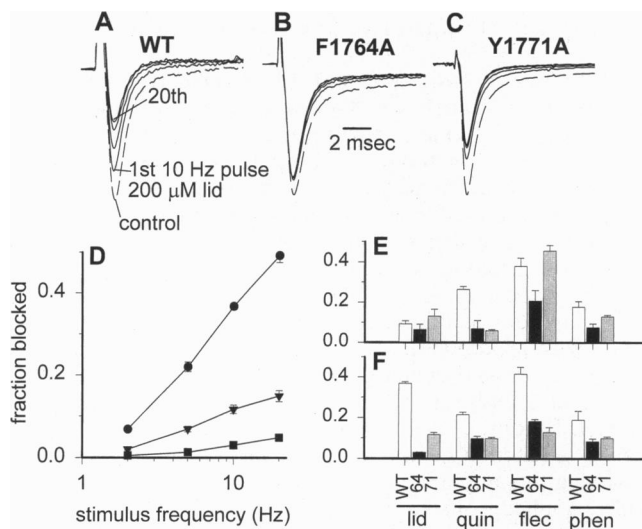 A WT
B F1764A
C Y1771A
20th
1st 10 Hz pulse
200 μM lid
control
2 msec
D
fraction blocked
0.4
0.2
0.0
1
10
stimulus frequency (Hz)
E
0.4
0.2
0.0
F
0.4
0.2
0.0
WT 64 71 WT 64 71 WT 64 71 WT 64 71
lid quin flec phen